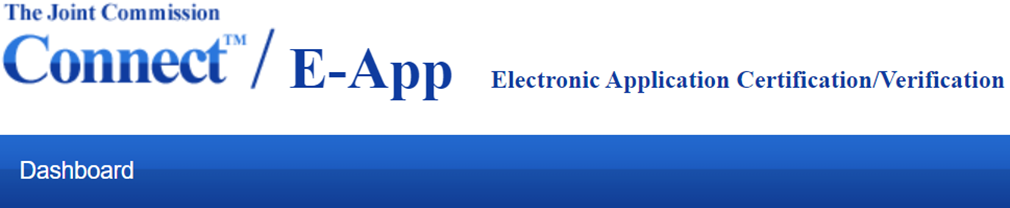 The Joint Commission
Connect™ / E-App Electronic Application Certification/Verification
Dashboard